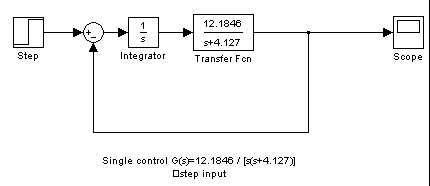 12.1846
1
s
s+4.127
Step
Integrator
Transfer Fcn
Scope
Single control G(s)=12.1846 / [s(s+4.127)]
□step input